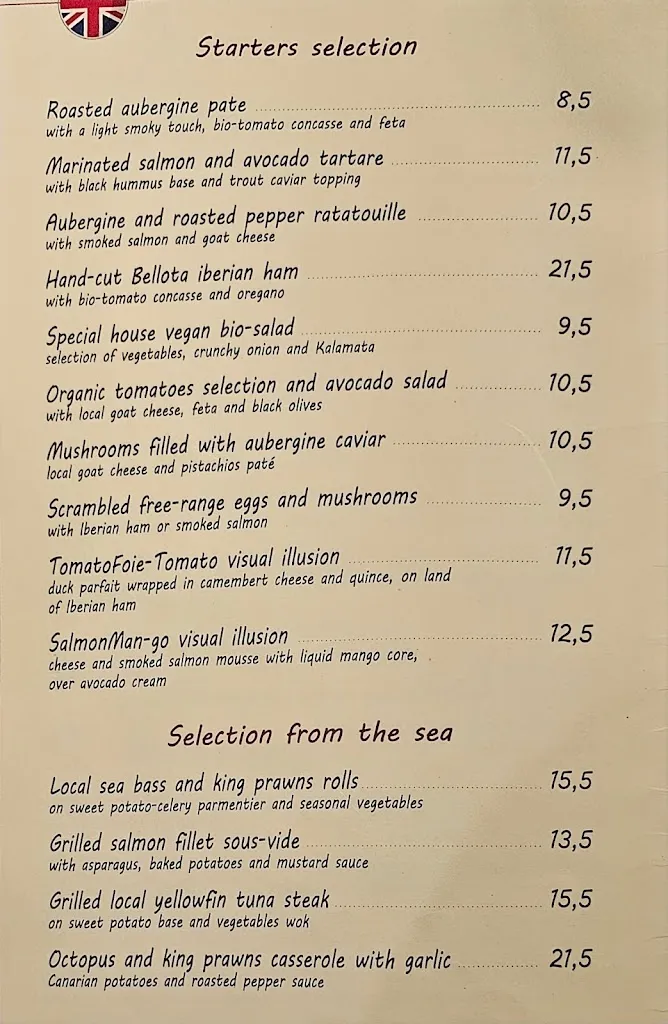 Starters selection
Roasted aubergine pate 8,5
with a light smoky touch, bio-tomato concasse and feta
Marinated salmon and avocado tartare 11,5
with black hummus base and trout caviar topping
Aubergine and roasted pepper ratatouille 10,5
with smoked salmon and goat cheese
Hand-cut Bellota iberian ham 21,5
with bio-tomato concasse and oregano
Special house vegan bio-salad 9,5
selection of vegetables, crunchy onion and Kalamata
Organic tomatoes selection and avocado salad 10,5
with local goat cheese, feta and black olives
Mushrooms filled with aubergine caviar 10,5
local goat cheese and pistachios paté
Scrambled free-range eggs and mushrooms 9,5
with Iberian ham or smoked salmon
TomatoFoie-Tomato visual illusion 11,5
duck parfait wrapped in camembert cheese and quince, on land
of Iberian ham
SalmonMan-go visual illusion 12,5
cheese and smoked salmon mousse with liquid mango core,
over avocado cream
Selection from the sea
Local sea bass and king prawns rolls 15,5
on sweet potato-celery parmentier and seasonal vegetables
Grilled salmon fillet sous-vide 13,5
with asparagus, baked potatoes and mustard sauce
Grilled local yellowfin tuna steak 15,5
on sweet potato base and vegetables wok
Octopus and king prawns casserole with garlic 21,5
Canarian potatoes and roasted pepper sauce